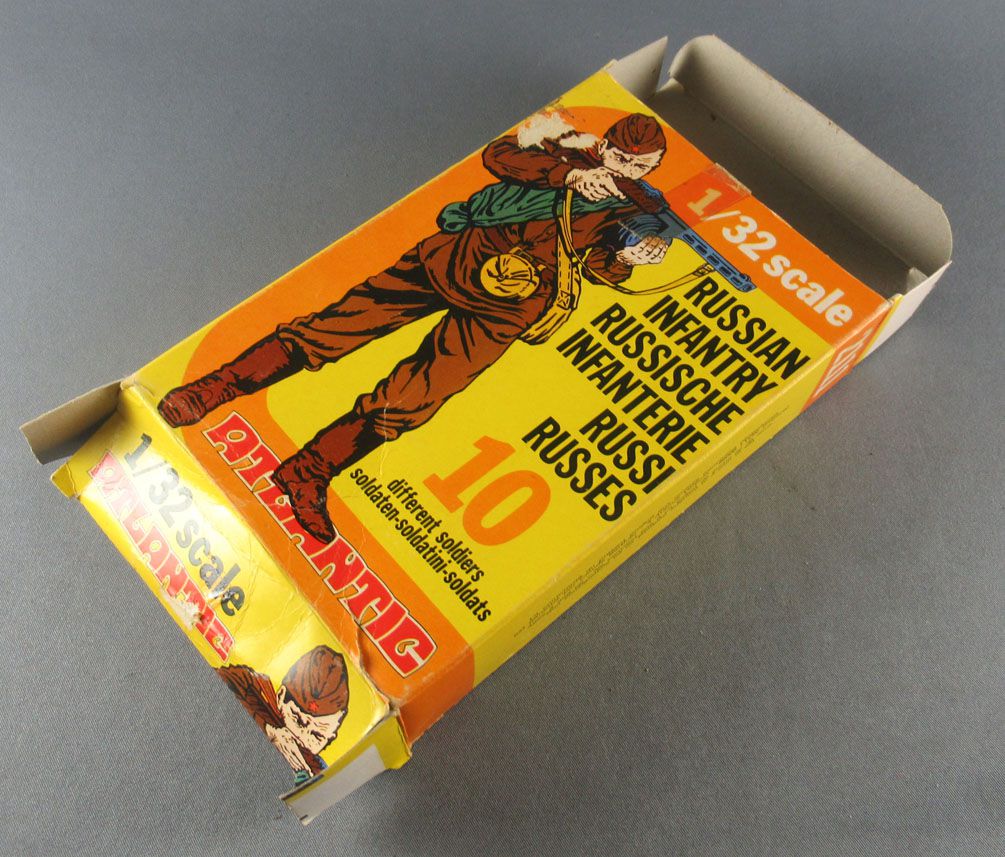 1/32 scale
RUSSIAN
INFANTRY
RUSSISCHE
INFANTERIE
RUSSI
RUSSES
10
different soldiers
soldaten-soldatini-soldats
ATLANTIC
1/32 scale
ATLANTIC